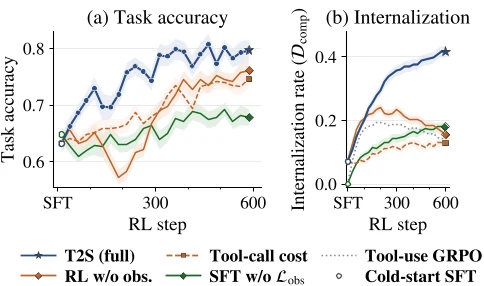 (a) Task accuracy
(b) Internalization
Task accuracy
0.8
0.7
0.6
SFT
300
600
RL step
Internalization rate (𝒟comp)
0.4
0.2
0.0
SFT
300
600
RL step
T2S (full)
Tool-call cost
Tool-use GRPO
RL w/o obs.
SFT w/o ℒobs
Cold-start SFT